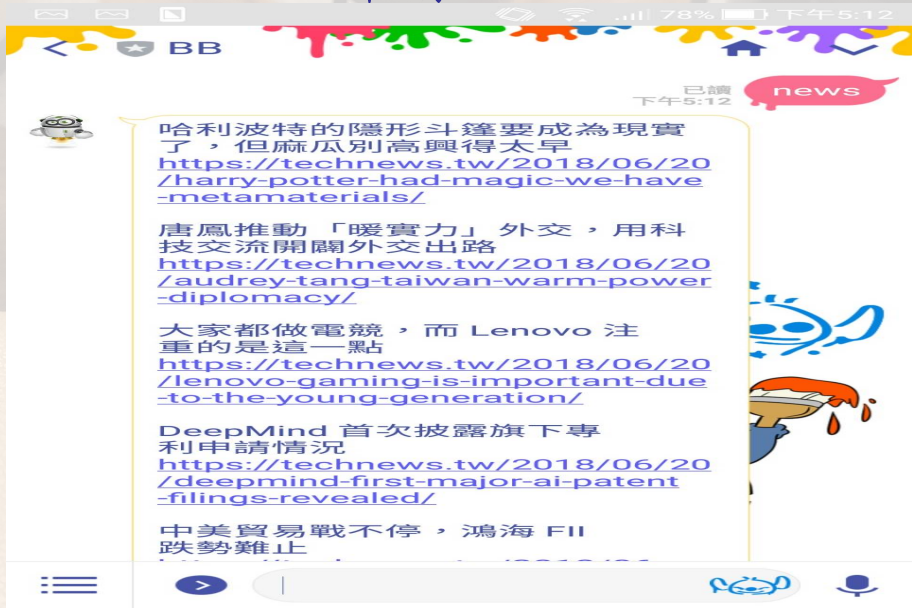 78% 下午5:12
BB
已讀
下午5:12
news
哈利波特的隱形斗篷要成為現實
了，但麻瓜別高興得太早
https://technews.tw/2018/06/20
/harry-potter-had-magic-we-have
-metamaterials/
唐鳳推動「暖實力」外交，用科
技交流開闢外交出路
https://technews.tw/2018/06/20
/audrey-tang-taiwan-warm-power
-diplomacy/
大家都做電競，而 Lenovo 注
重的是這一點
https://technews.tw/2018/06/20
/lenovo-gaming-is-important-due
-to-the-young-generation/
DeepMind 首次披露旗下專
利申請情況
https://technews.tw/2018/06/20
/deepmind-first-major-ai-patent
-filings-revealed/
中美貿易戰不停，鴻海 FII
跌勢難止